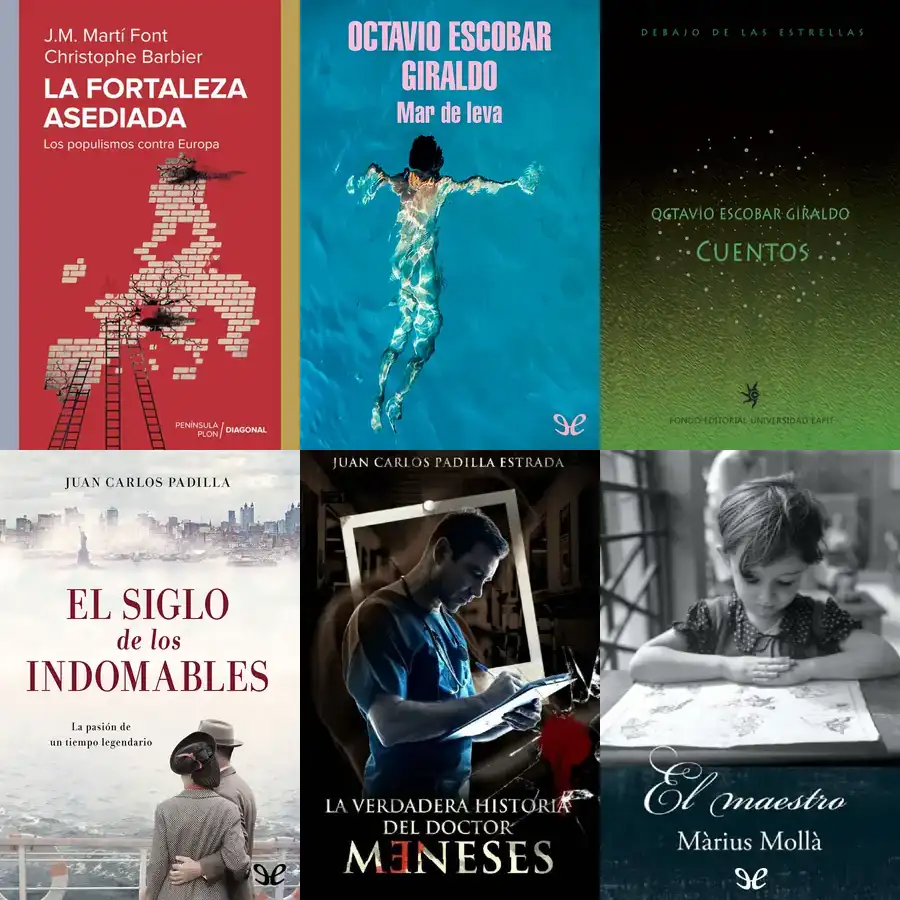 J.M. Martí Font
Christophe Barbier
LA FORTALEZA
ASEDIADA
Los populismos contra Europa
PENÍNSULA
PLON / DIAGONAL
OCTAVIO ESCOBAR
GIRALDO
Mar de leva
DEBAJO DE LAS ESTRELLAS
OCTAVIO ESCOBAR GIRALDO
CUENTOS
FONDO EDITORIAL UNIVERSIDAD EAFIT
JUAN CARLOS PADILLA
EL SIGLO
de los
INDOMABLES
La pasión de
un tiempo legendario
JUAN CARLOS PADILLA ESTRADA
LA VERDADERA HISTORIA
DEL DOCTOR
MENESES
El maestro
Màrius Mollà